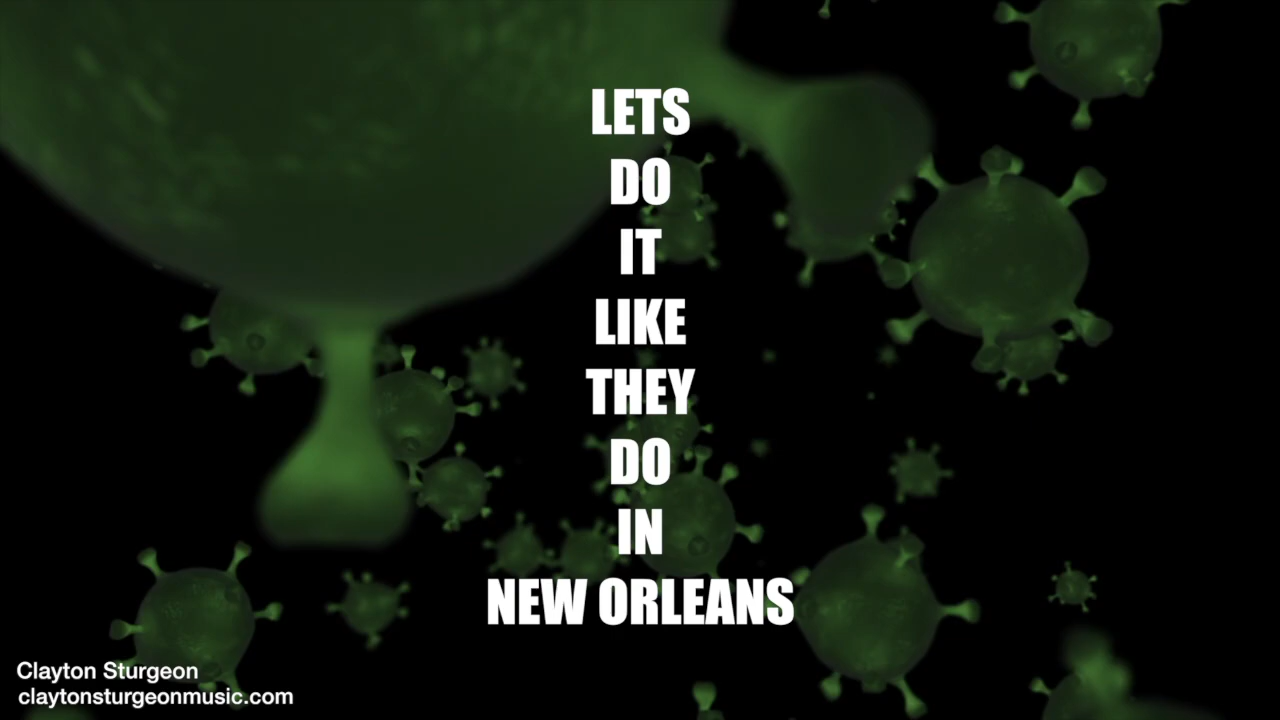 LETS
DO
IT
LIKE
THEY
DO
IN
NEW ORLEANS
Clayton Sturgeon
claytonsturgeonmusic.com